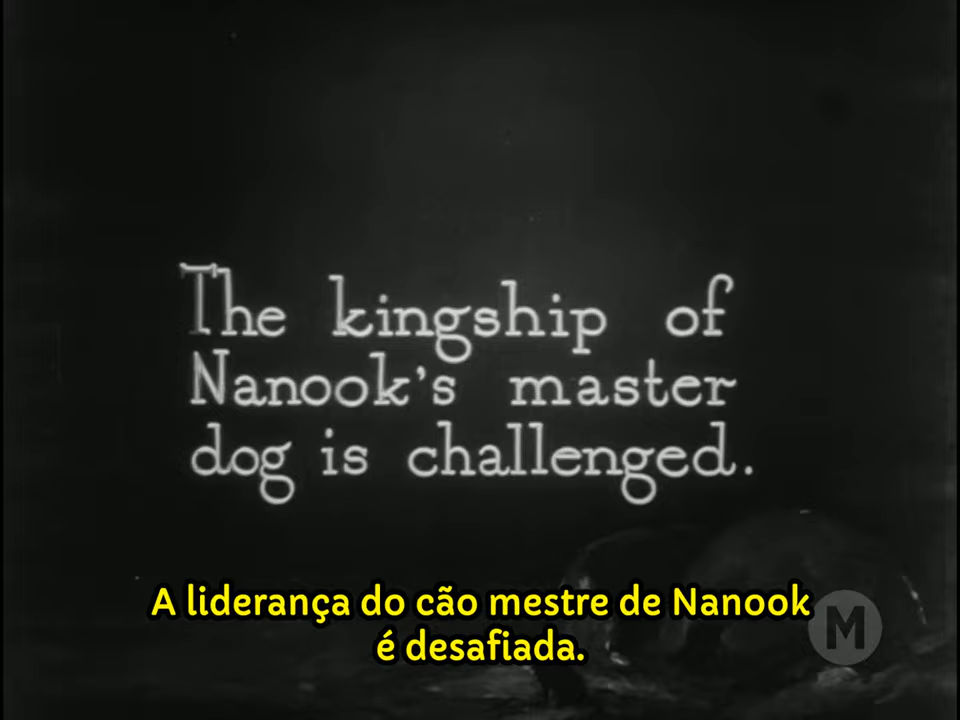 The kingship of
Nanook's master
dog is challenged.
A liderança do cão mestre de Nanook
é desafiada.
M